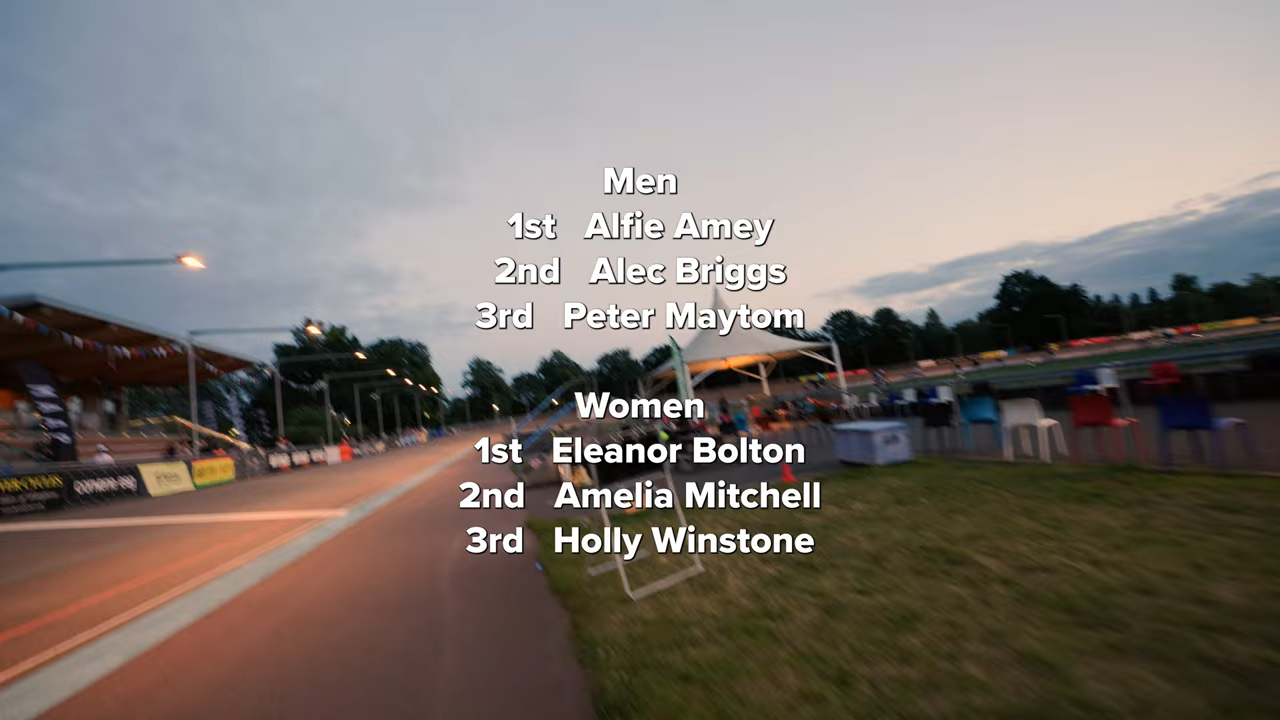 Men
1st Alfie Amey
2nd Alec Briggs
3rd Peter Maytom
Women
1st Eleanor Bolton
2nd Amelia Mitchell
3rd Holly Winstone